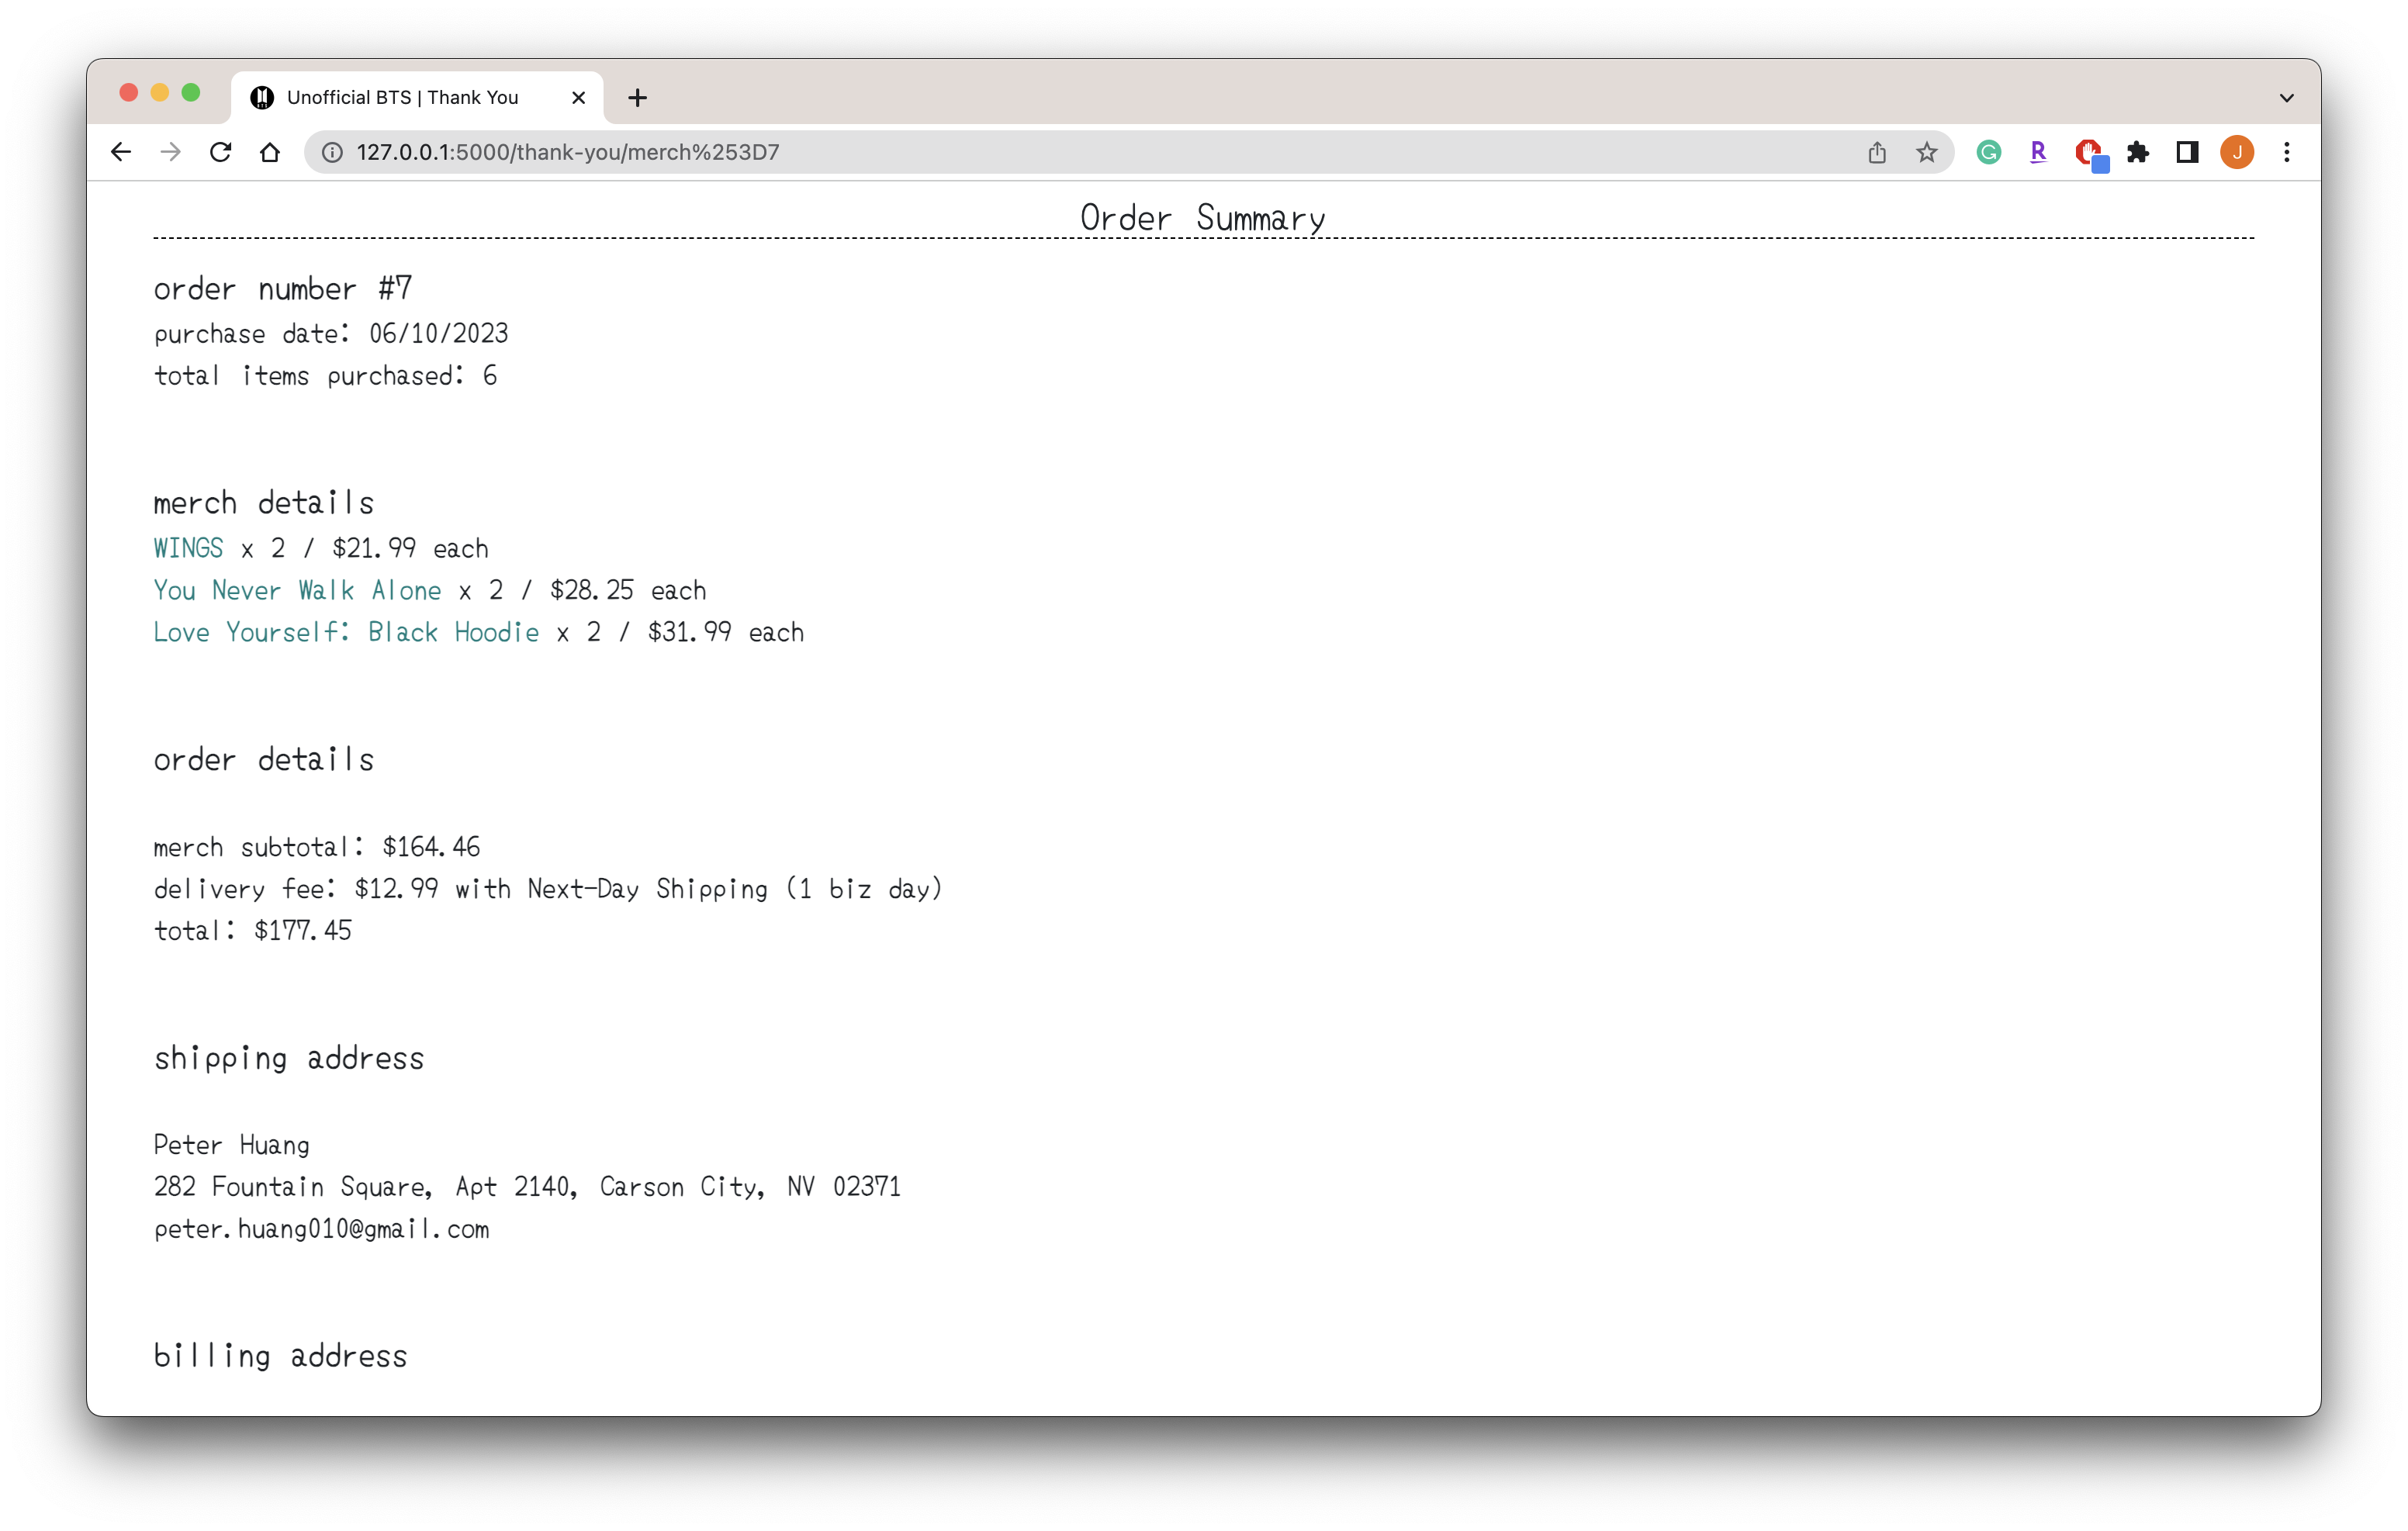 Unofficial BTS | Thank You
127.0.0.1:5000/thank-you/merch%253D7
R
J
Order Summary
order number #7
purchase date: 06/10/2023
total items purchased: 6
merch details
WINGS x 2 / $21.99 each
You Never Walk Alone x 2 / $28.25 each
Love Yourself: Black Hoodie x 2 / $31.99 each
order details
merch subtotal: $164.46
delivery fee: $12.99 with Next-Day Shipping (1 biz day)
total: $177.45
shipping address
Peter Huang
282 Fountain Square, Apt 2140, Carson City, NV 02371
peter.huang010@gmail.com
billing address